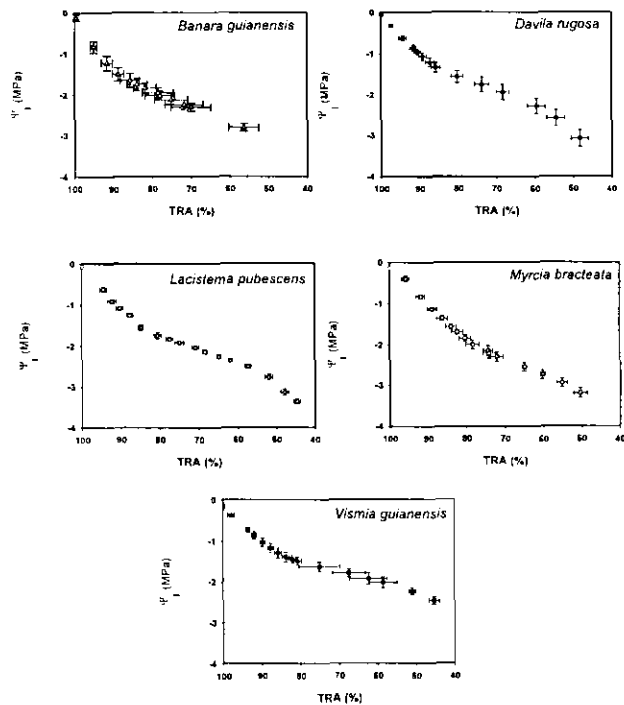 Banara guianensis
0
-1
-2
-3
-4
Ψl (MPa)
100 90 80 70 60 50 40
TRA (%)
Davila rugosa
0
-1
-2
-3
-4
Ψl (MPa)
100 90 80 70 60 50 40
TRA (%)
Lacistema pubescens
0
-1
-2
-3
-4
Ψl (MPa)
100 90 80 70 60 50 40
TRA (%)
Myrcia bracteata
0
-1
-2
-3
-4
Ψl (MPa)
100 90 80 70 60 50 40
TRA (%)
Vismia guianensis
0
-1
-2
-3
-4
Ψl (MPa)
100 90 80 70 60 50 40
TRA (%)